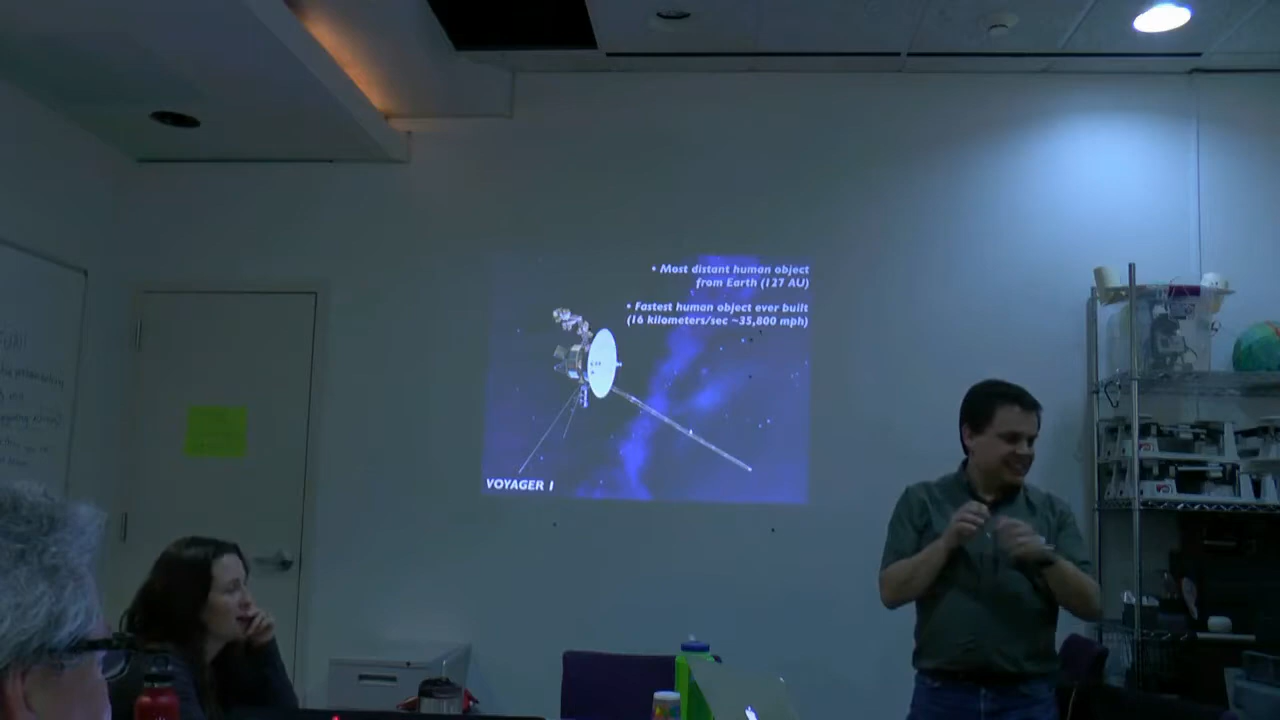 • Most distant human object
from Earth (127 AU)
• Fastest human object ever built
(16 kilometers/sec ~35,800 mph)
VOYAGER I